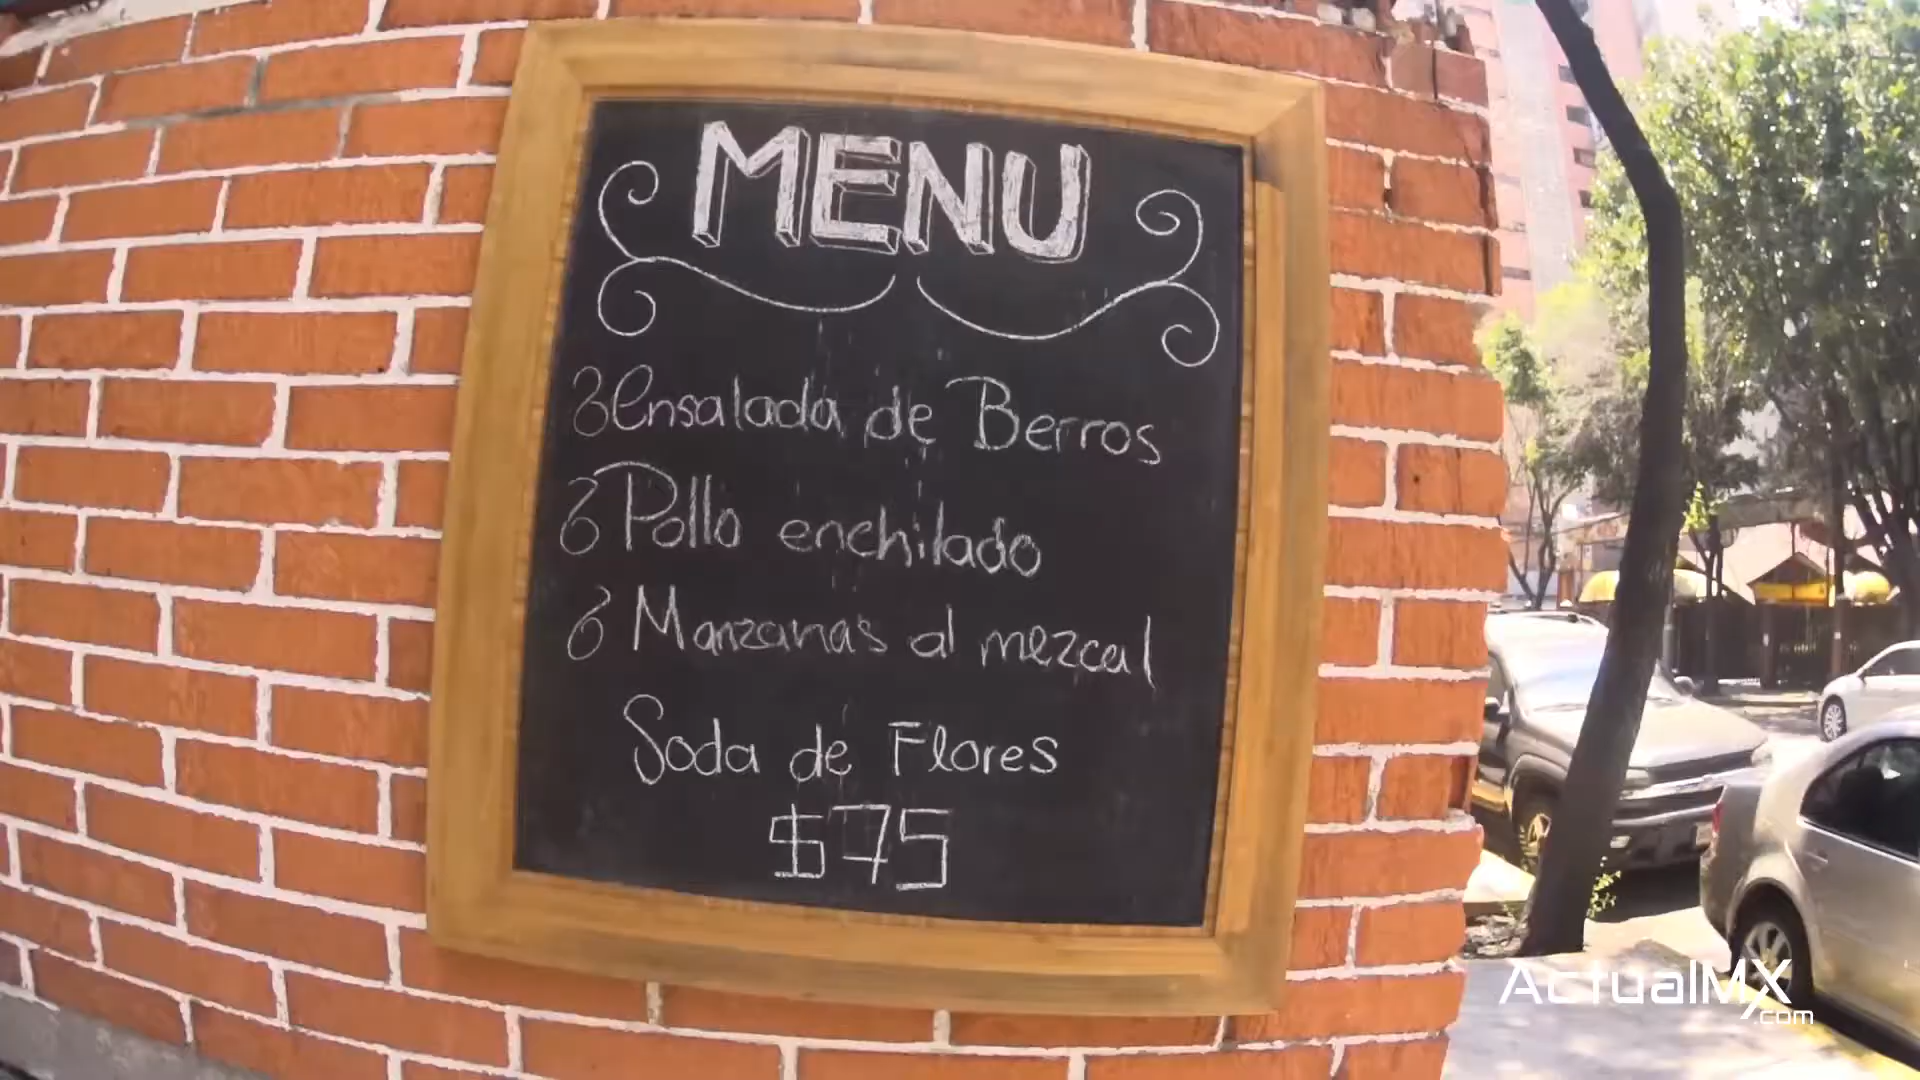 MENU
Ensalada de Berros
Pollo enchilado
Manzanas al mezcal
Soda de Flores
$75
ActualMX
.com